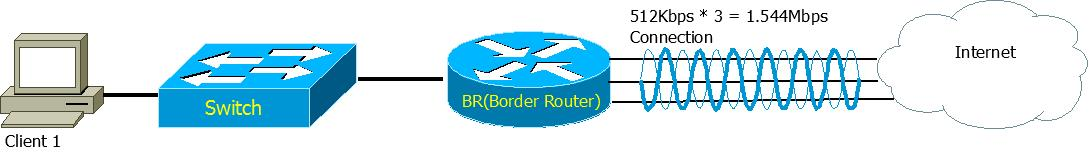 512Kbps * 3 = 1.544Mbps
Connection
Internet
Switch
BR(Border Router)
Client 1